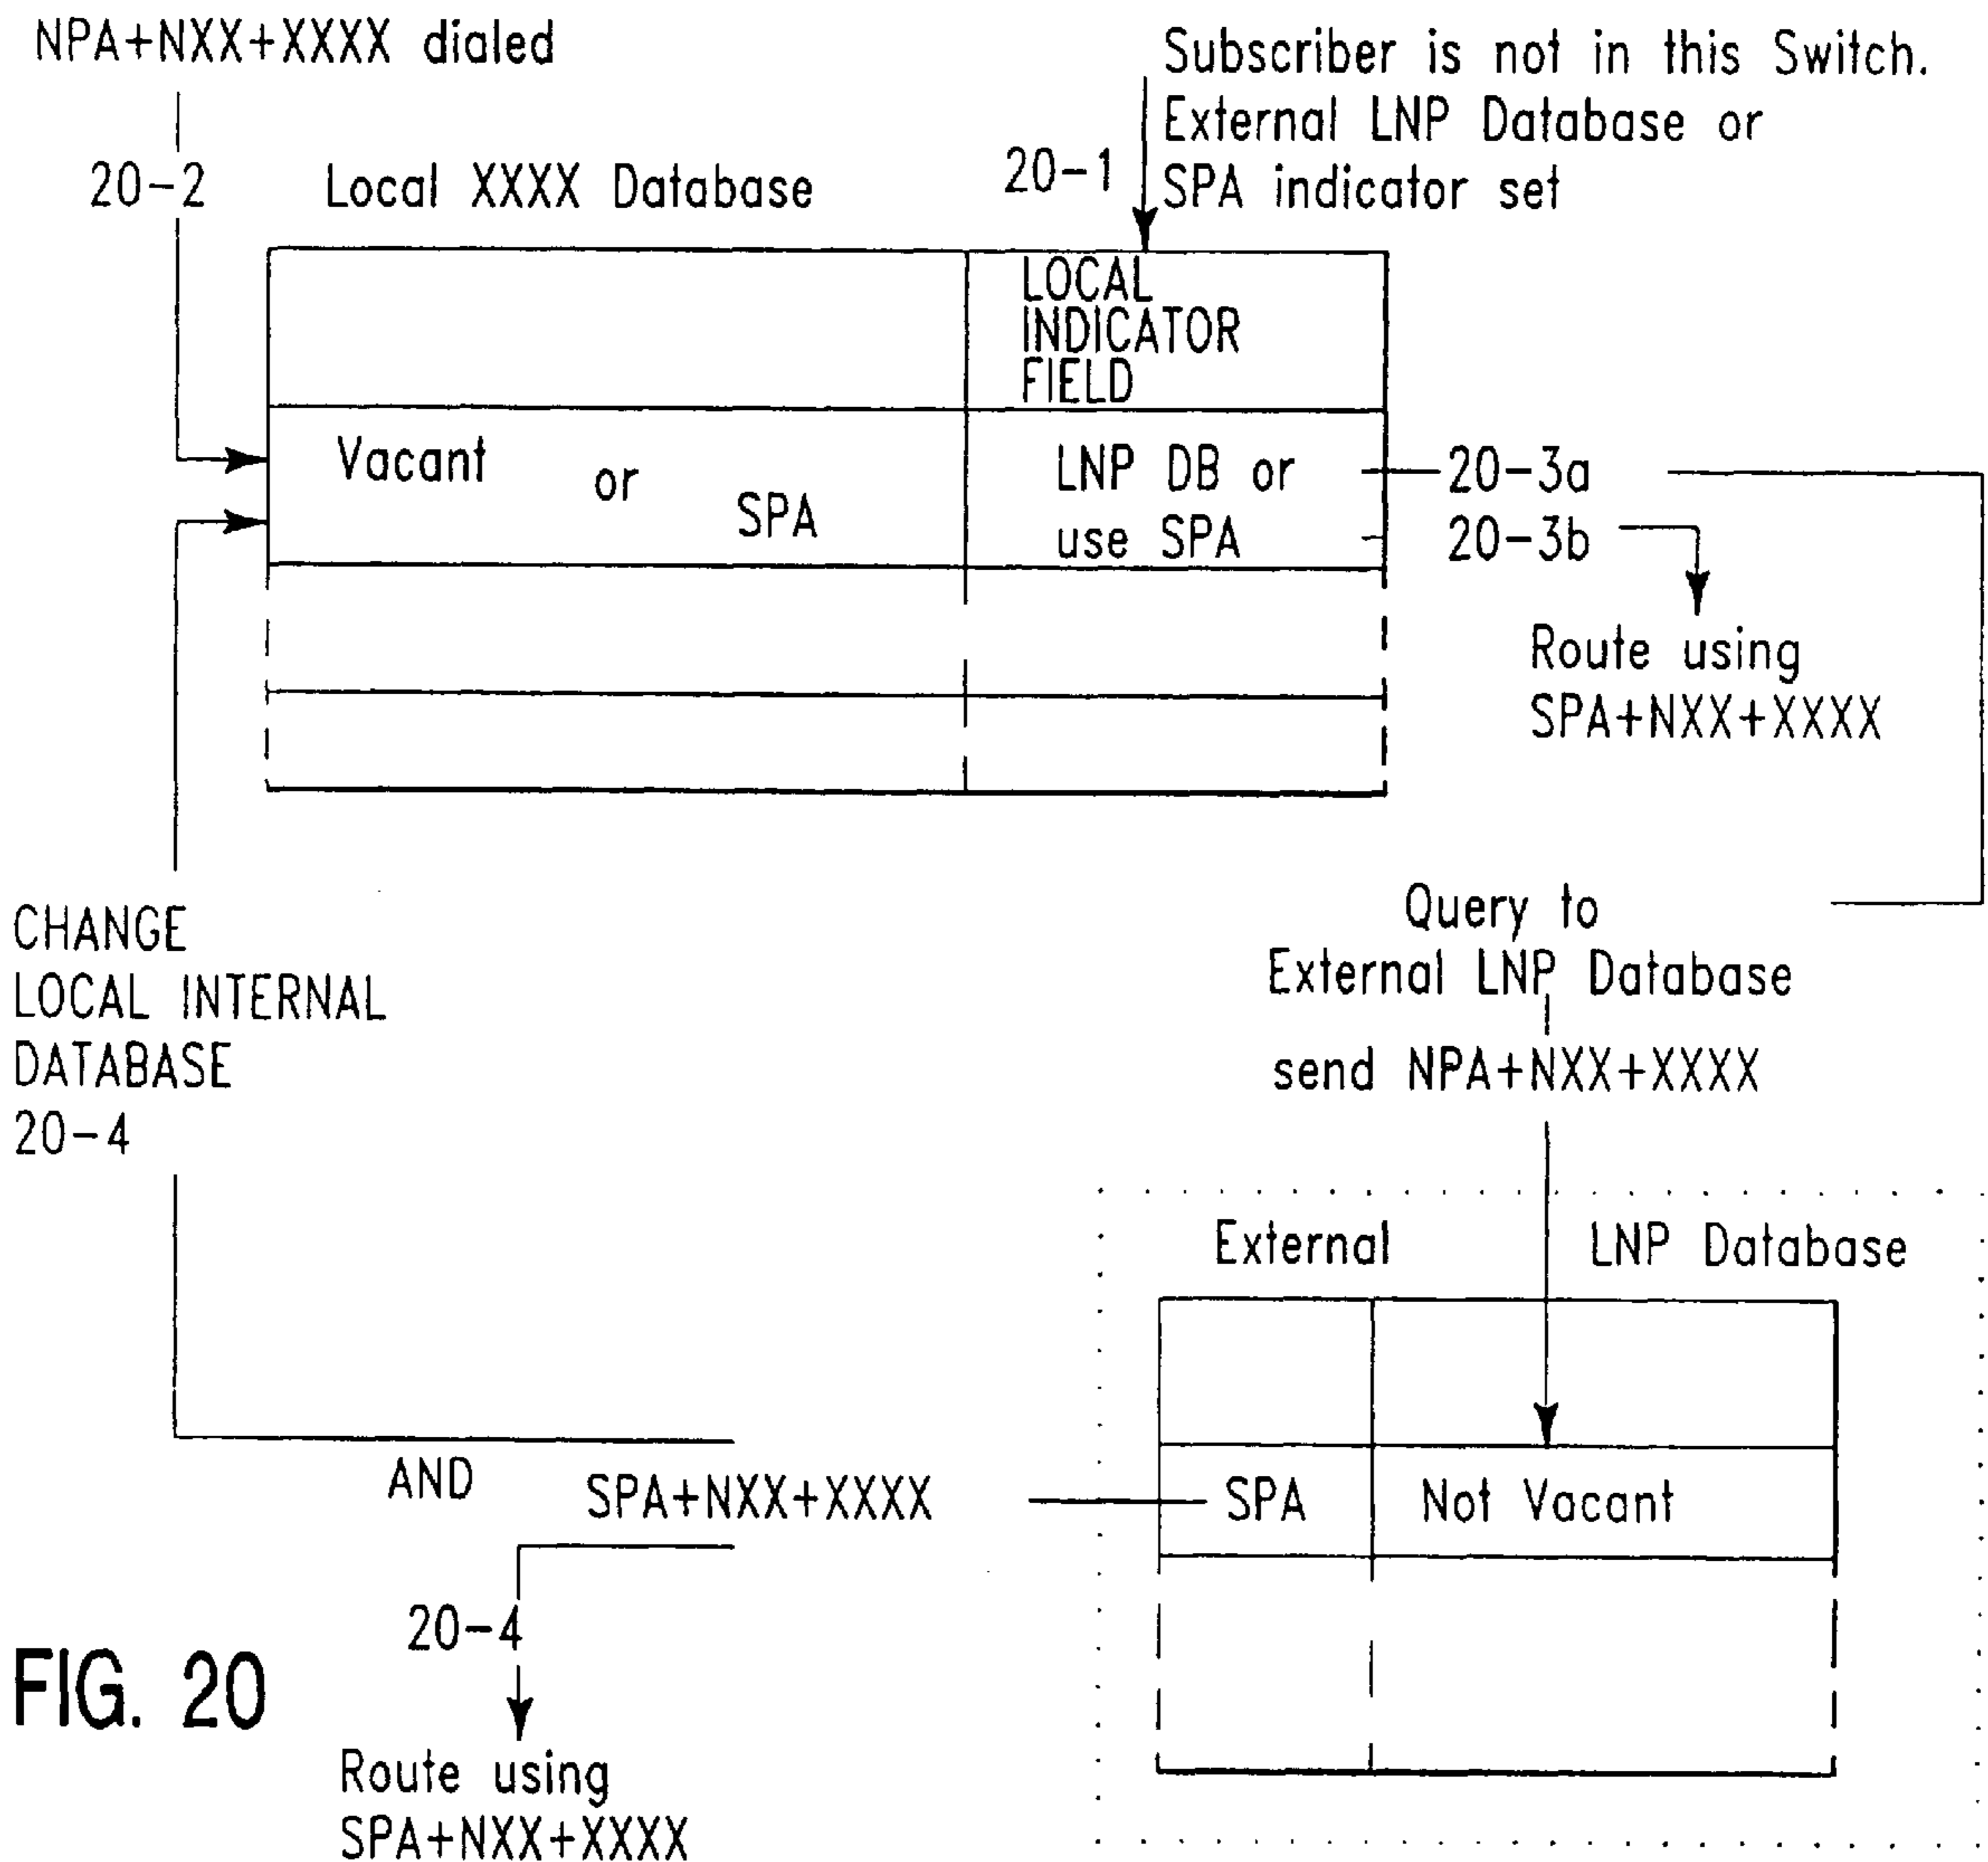 NPA+NXX+XXXX dialed
Subscriber is not in this Switch.
External LNP Database or
SPA indicator set
20-1
20-2
Local XXXX Database
LOCAL
INDICATOR
FIELD
Vacant or SPA
LNP DB or
use SPA
20-3a
20-3b
Route using
SPA+NXX+XXXX
CHANGE
LOCAL INTERNAL
DATABASE
20-4
Query to
External LNP Database
send NPA+NXX+XXXX
External LNP Database
SPA Not Vacant
AND SPA+NXX+XXXX
20-4
Route using
SPA+NXX+XXXX
FIG. 20